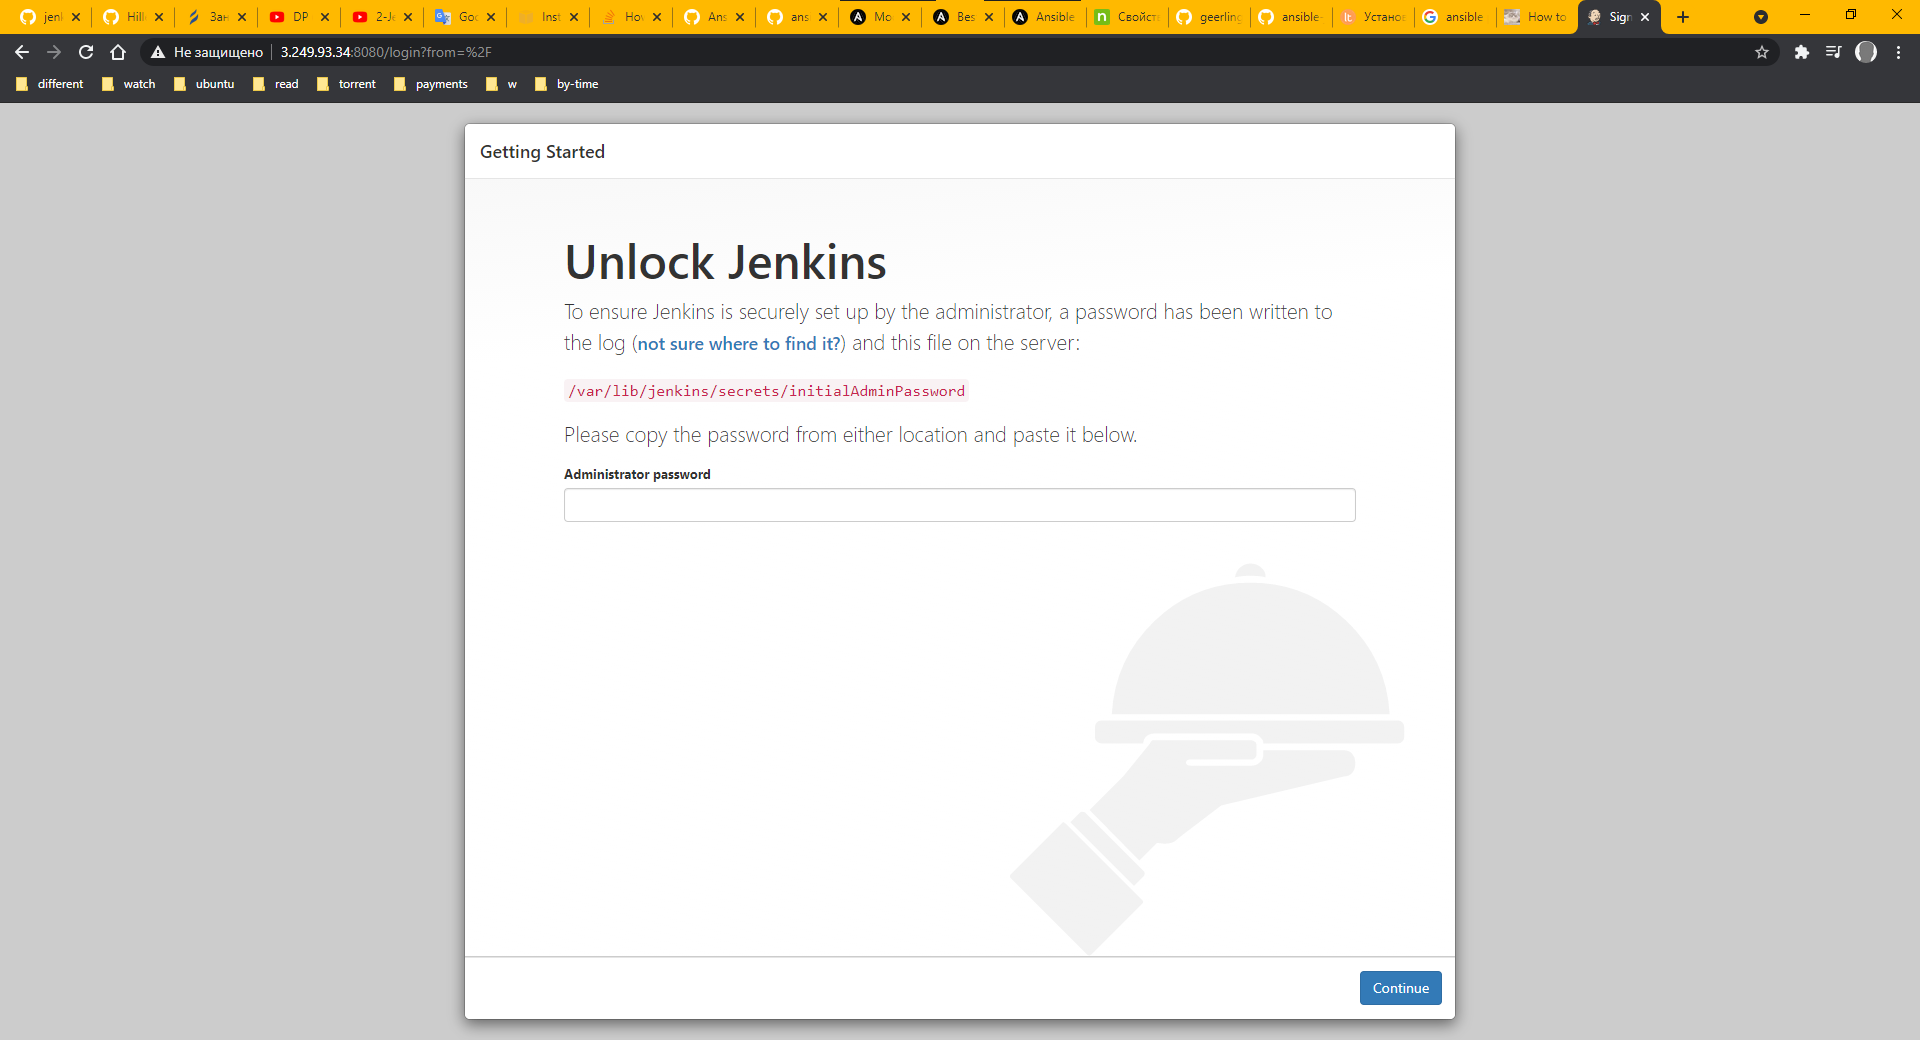 jenk
Hill
Зан
DP
2-Je
Goo
Inst
How
Ans
ans
Mo
Bes
Ansible
Свойст
geerling
ansible-
Устано
ansible
How to
Sign
Не защищено 3.249.93.34:8080/login?from=%2F
different watch ubuntu read torrent payments w by-time
Getting Started
Unlock Jenkins
To ensure Jenkins is securely set up by the administrator, a password has been written to
the log (not sure where to find it?) and this file on the server:
/var/lib/jenkins/secrets/initialAdminPassword
Please copy the password from either location and paste it below.
Administrator password
Continue